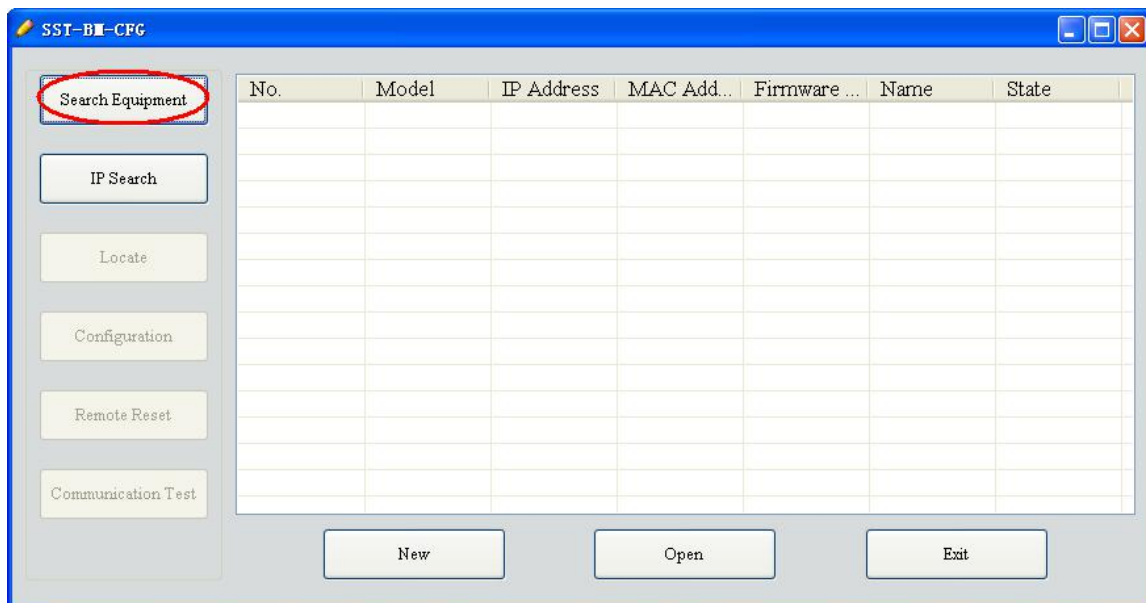 SST-BM-CFG
Search Equipment
IP Search
Locate
Configuration
Remote Reset
Communication Test
No. Model IP Address MAC Add... Firmware ... Name State
New Open Exit